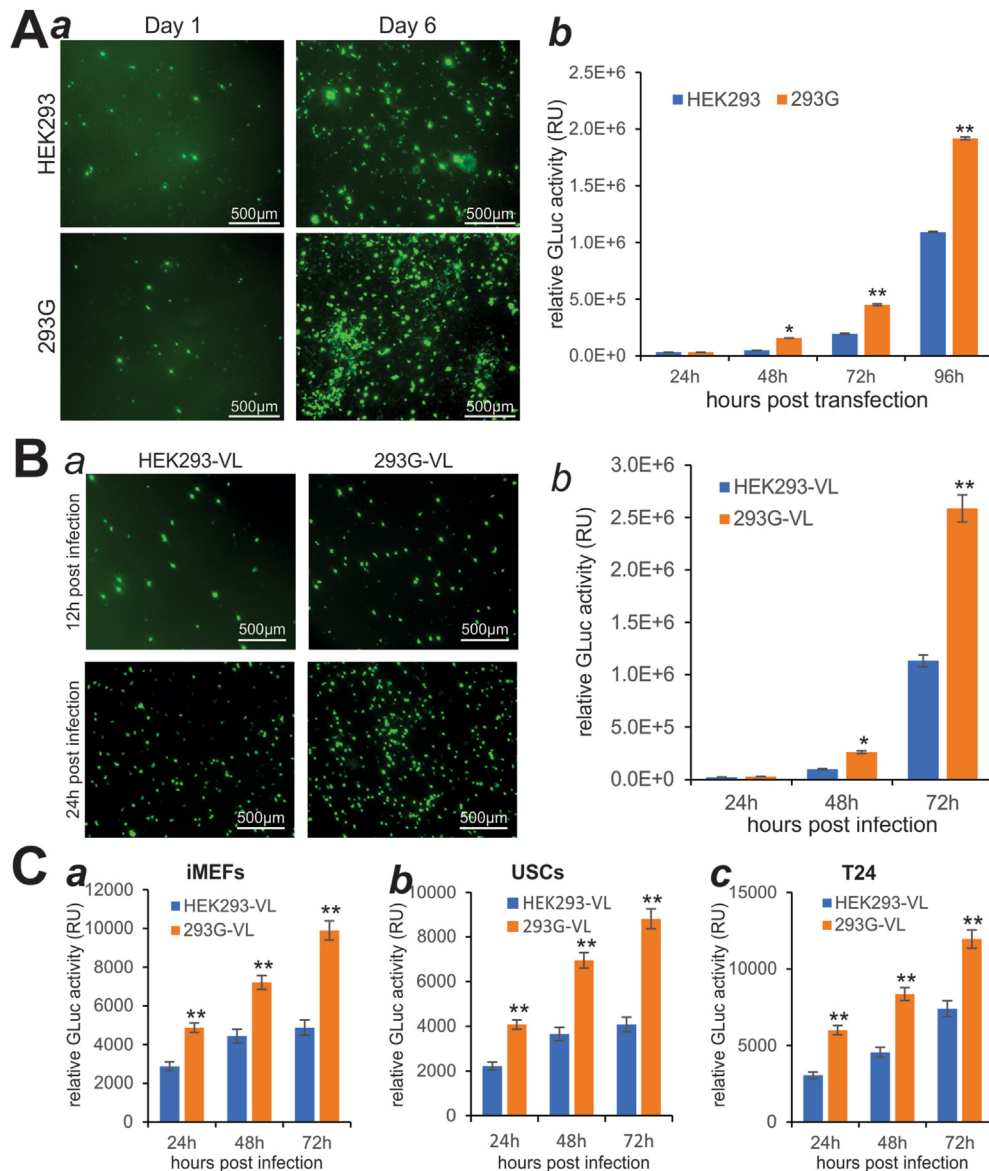 A a
Day 1
Day 6
HEK293
500µm
500µm
293G
500µm
500µm
b
relative GLuc activity (RU)
2.5E+6
2.0E+6
1.5E+6
1.0E+6
5.0E+5
0.0E+0
HEK293
293G
*
**
**
24h
48h
72h
96h
hours post transfection
B a
HEK293-VL
293G-VL
12h post infection
500µm
500µm
24h post infection
500µm
500µm
b
relative GLuc activity (RU)
3.0E+6
2.5E+6
2.0E+6
1.5E+6
1.0E+6
5.0E+5
0.0E+0
HEK293-VL
293G-VL
*
**
24h
48h
72h
hours post infection
C a
iMEFs
relative GLuc activity (RU)
12000
10000
8000
6000
4000
2000
0
HEK293-VL
293G-VL
**
**
**
24h
48h
72h
hours post infection
b
USCs
relative GLuc activity (RU)
10000
8000
6000
4000
2000
0
HEK293-VL
293G-VL
**
**
**
24h
48h
72h
hours post infection
c
T24
relative GLuc activity (RU)
15000
10000
5000
0
HEK293-VL
293G-VL
**
**
**
24h
48h
72h
hours post infection